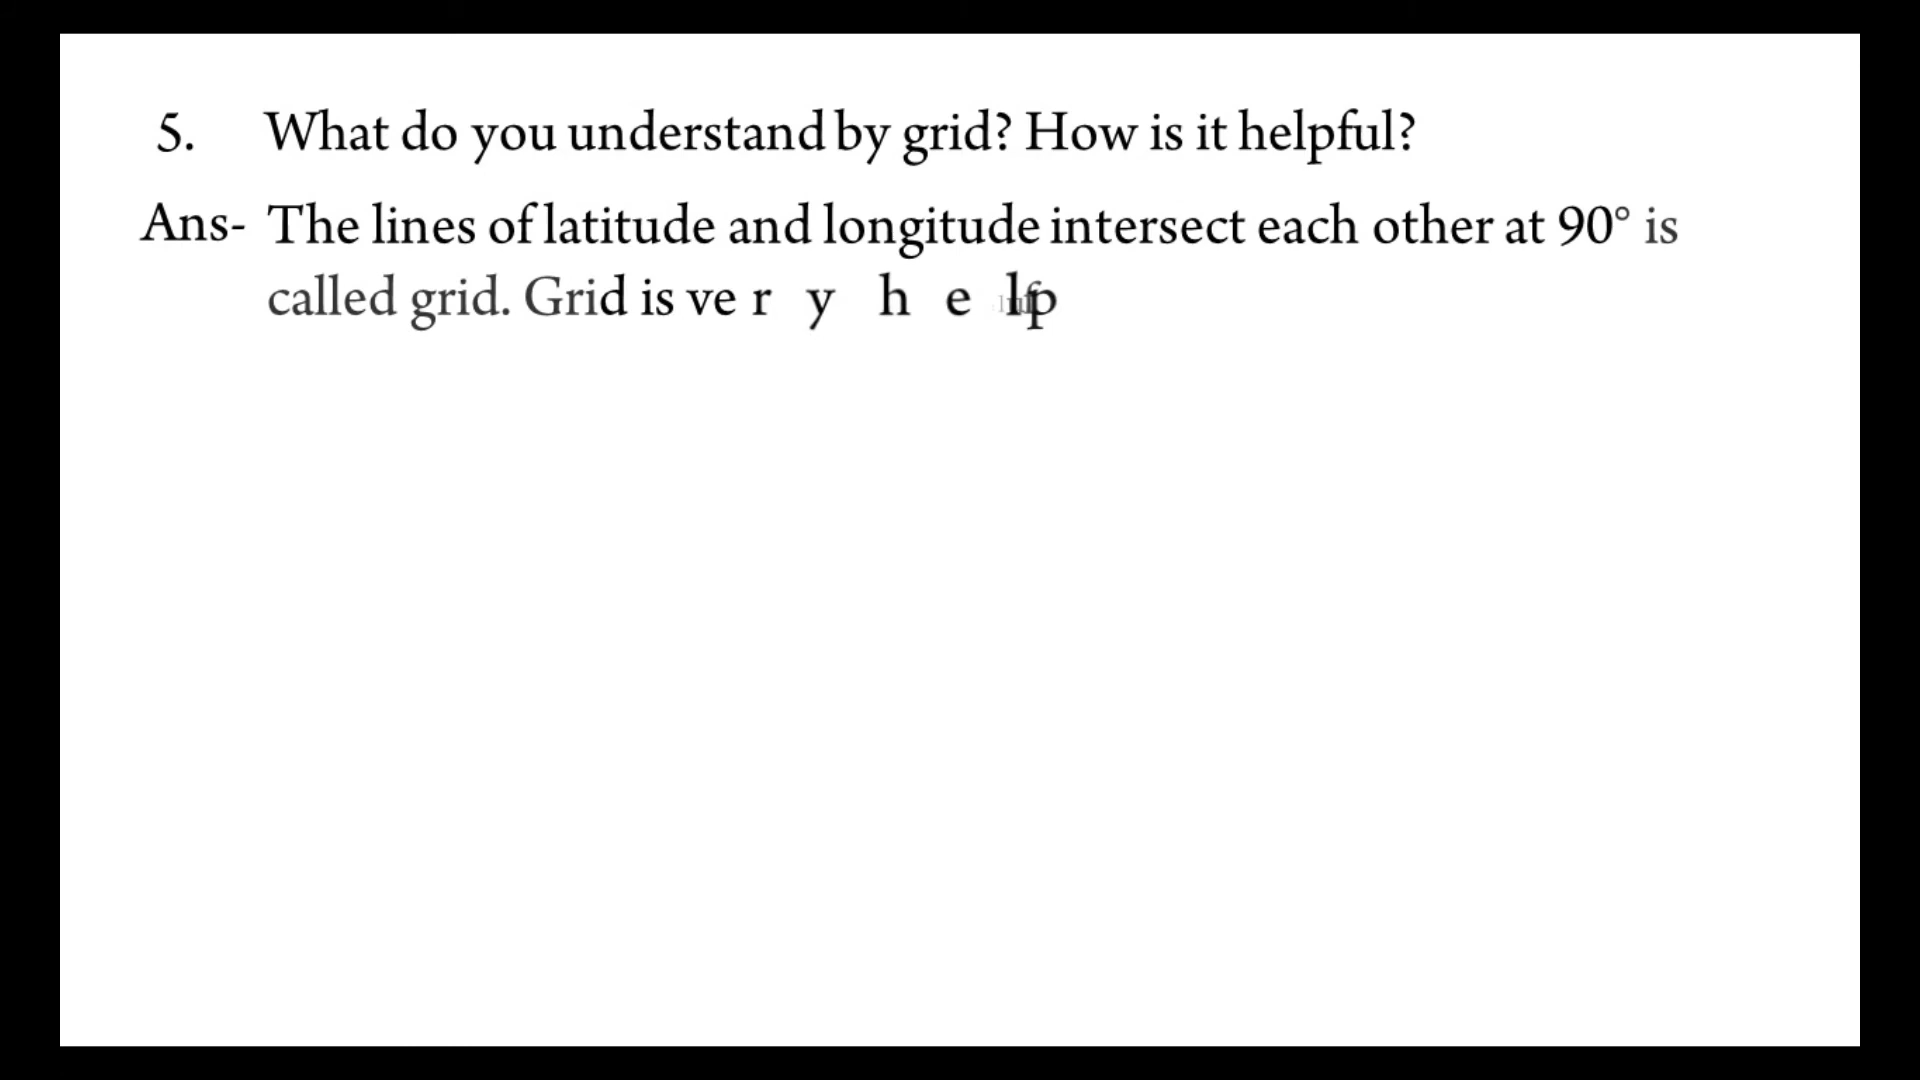 5. What do you understand by grid? How is it helpful?
Ans- The lines of latitude and longitude intersect each other at 90° is
called grid. Grid is very